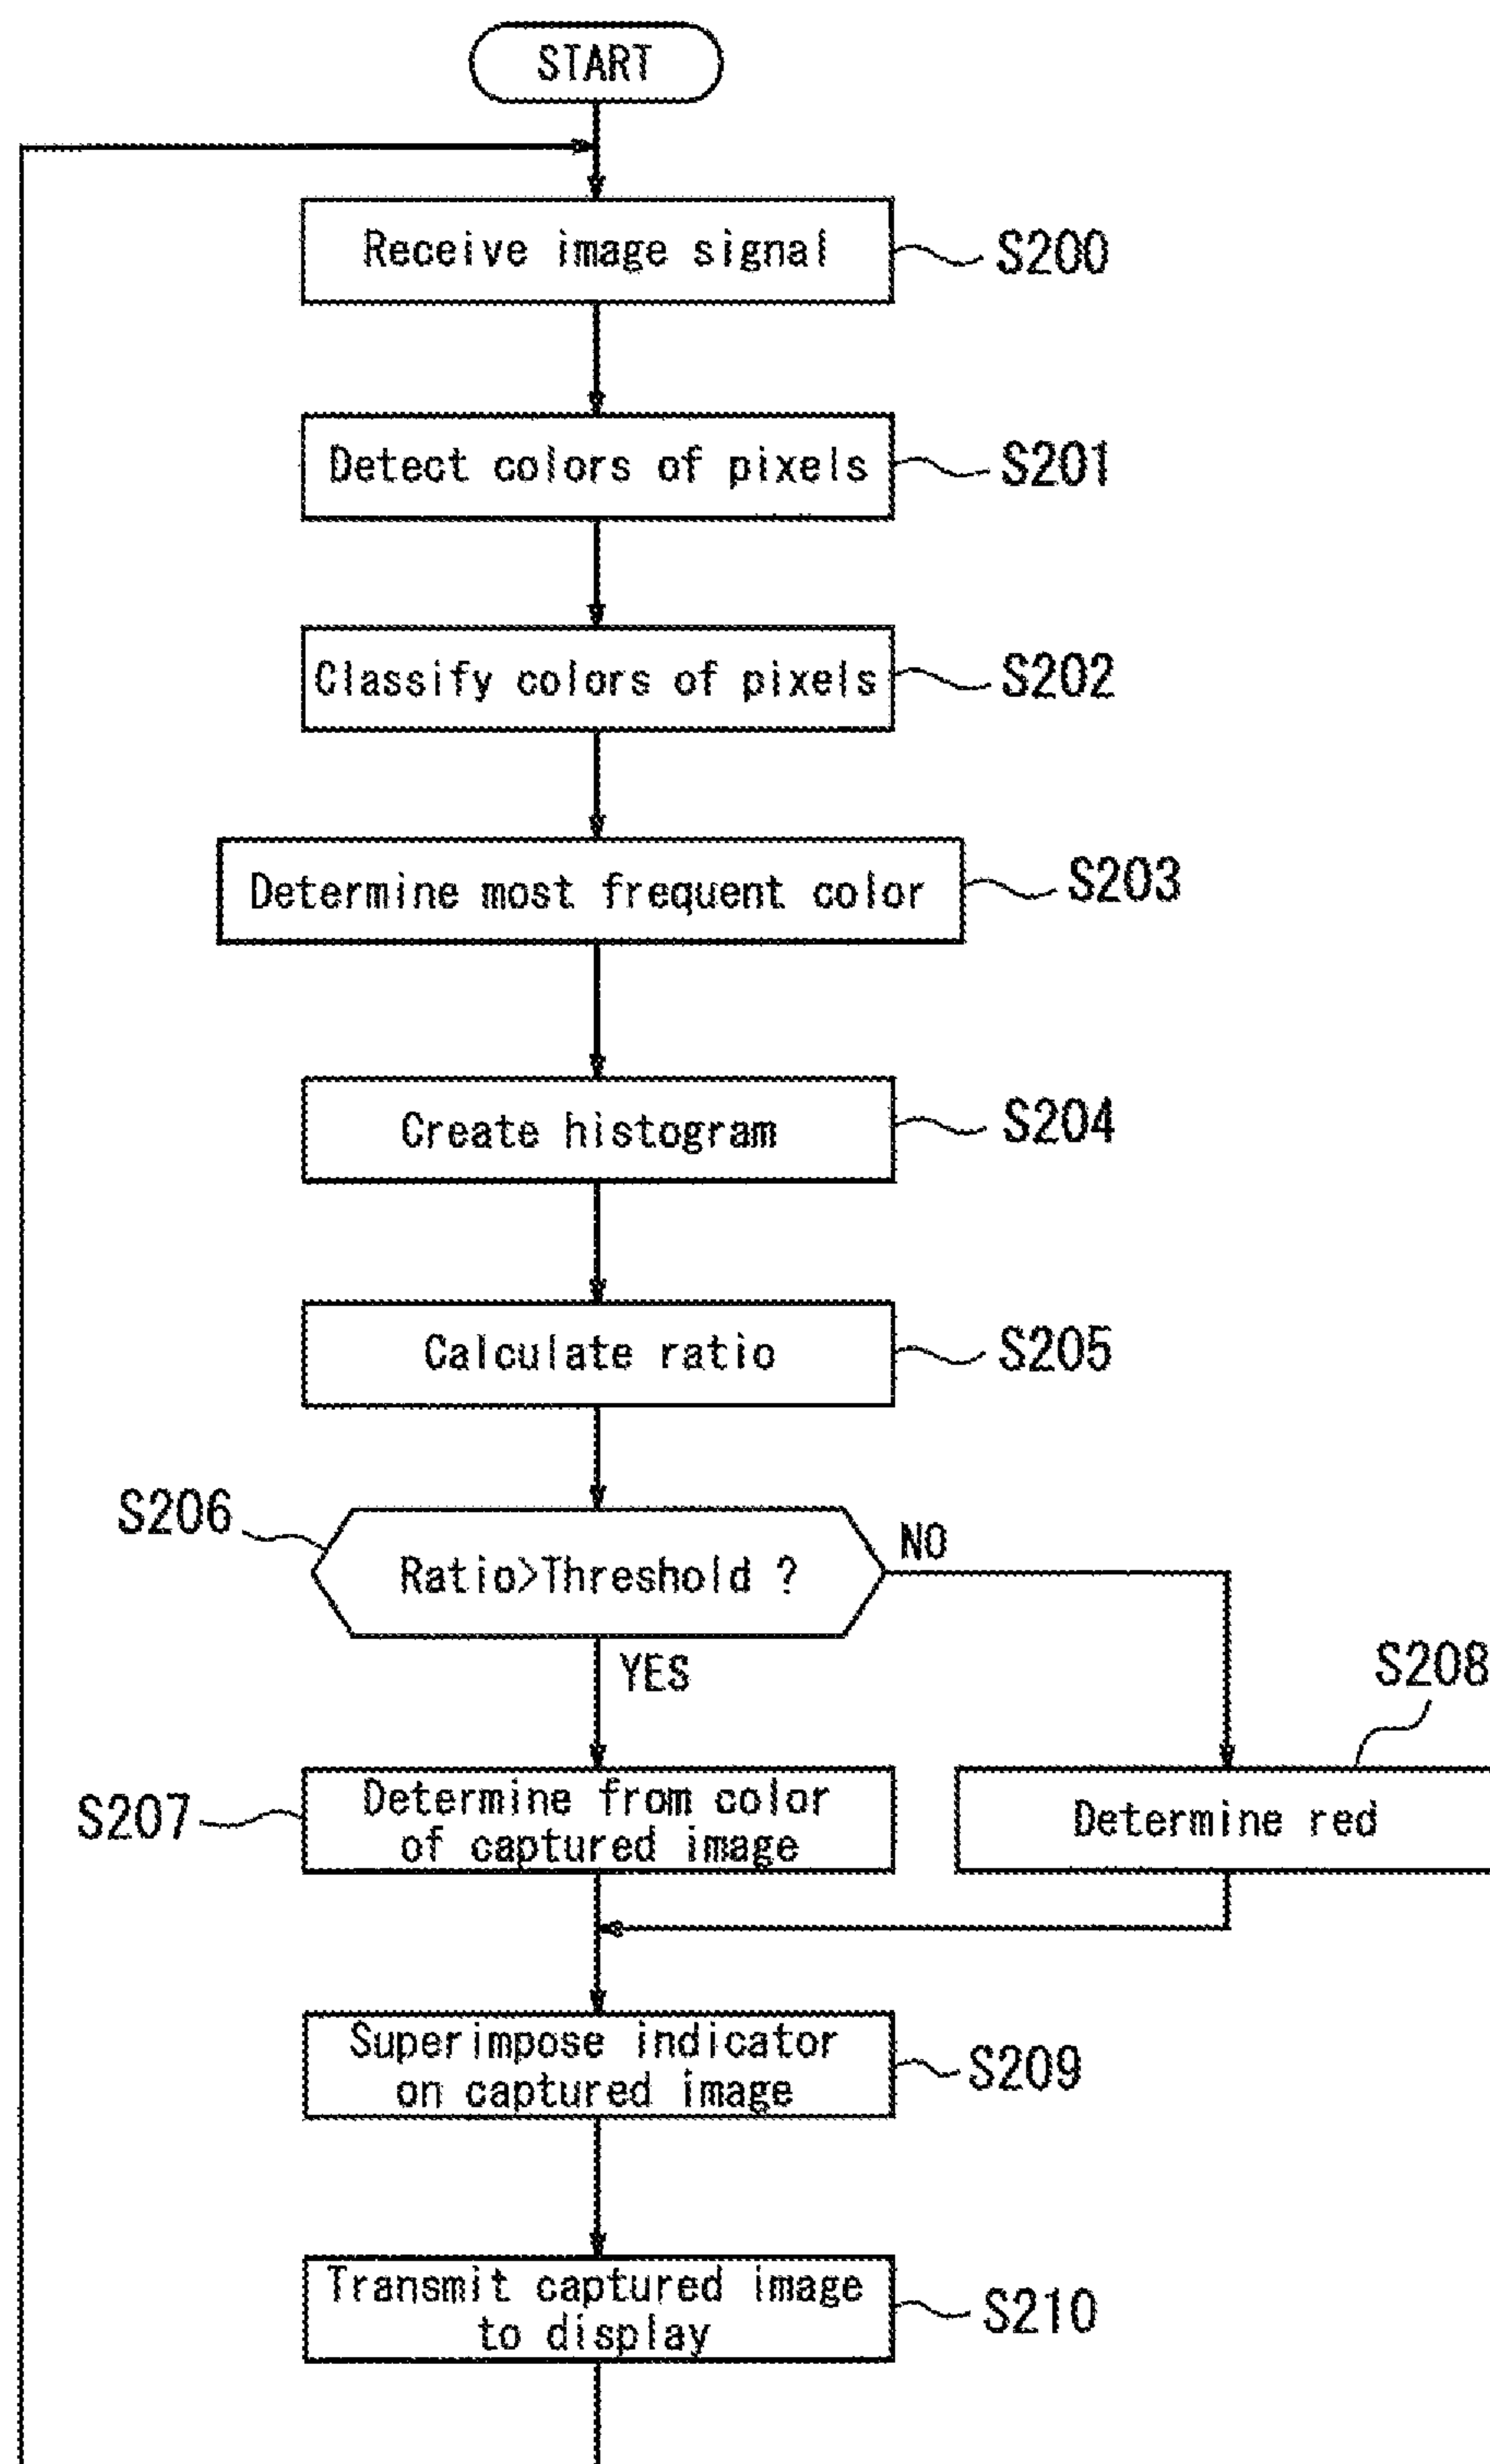 START
Receive image signal
S200
Detect colors of pixels
S201
Classify colors of pixels
S202
Determine most frequent color
S203
Create histogram
S204
Calculate ratio
S205
S206
Ratio>Threshold ?
NO
YES
S208
S207
Determine from color
of captured image
Determine red
Superimpose indicator
on captured image
S209
Transmit captured image
to display
S210